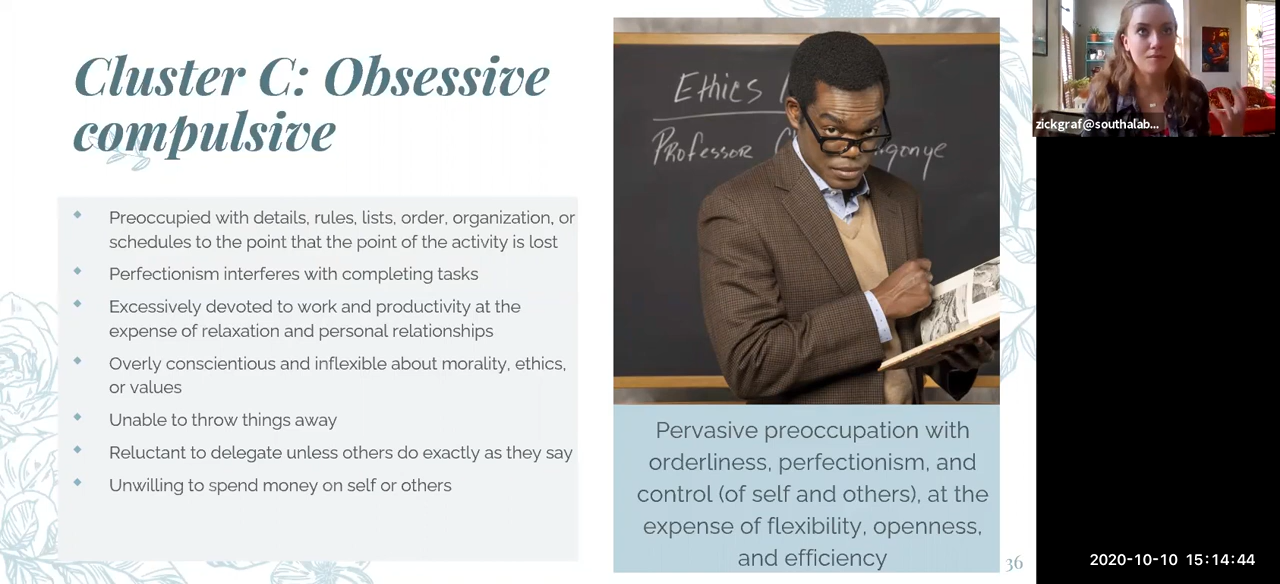 Cluster C: Obsessive
compulsive
Preoccupied with details, rules, lists, order, organization, or
schedules to the point that the point of the activity is lost
Perfectionism interferes with completing tasks
Excessively devoted to work and productivity at the
expense of relaxation and personal relationships
Overly conscientious and inflexible about morality, ethics,
or values
Unable to throw things away
Reluctant to delegate unless others do exactly as they say
Unwilling to spend money on self or others
Ethics
Professor
Pervasive preoccupation with
orderliness, perfectionism, and
control (of self and others), at the
expense of flexibility, openness,
and efficiency
36
zickgraf@southalab...
2020-10-10 15:14:44